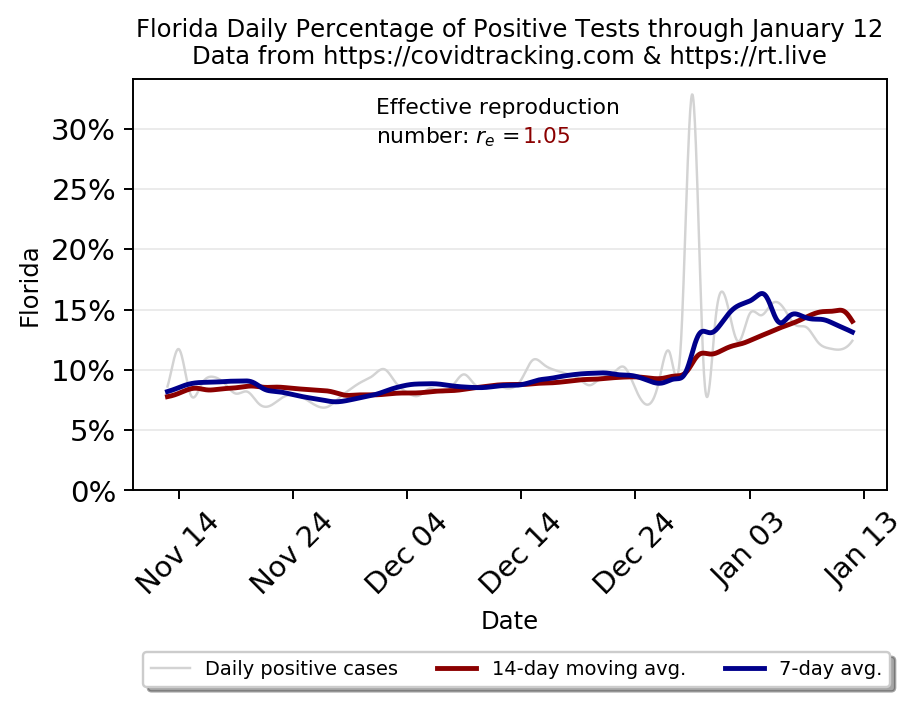 Florida Daily Percentage of Positive Tests through January 12
Data from https://covidtracking.com & https://rt.live
Effective reproduction
number: rₑ =1.05
30%
25%
20%
15%
10%
5%
0%
Florida
Nov 14
Nov 24
Dec 04
Dec 14
Dec 24
Jan 03
Jan 13
Date
Daily positive cases
14-day moving avg.
7-day avg.